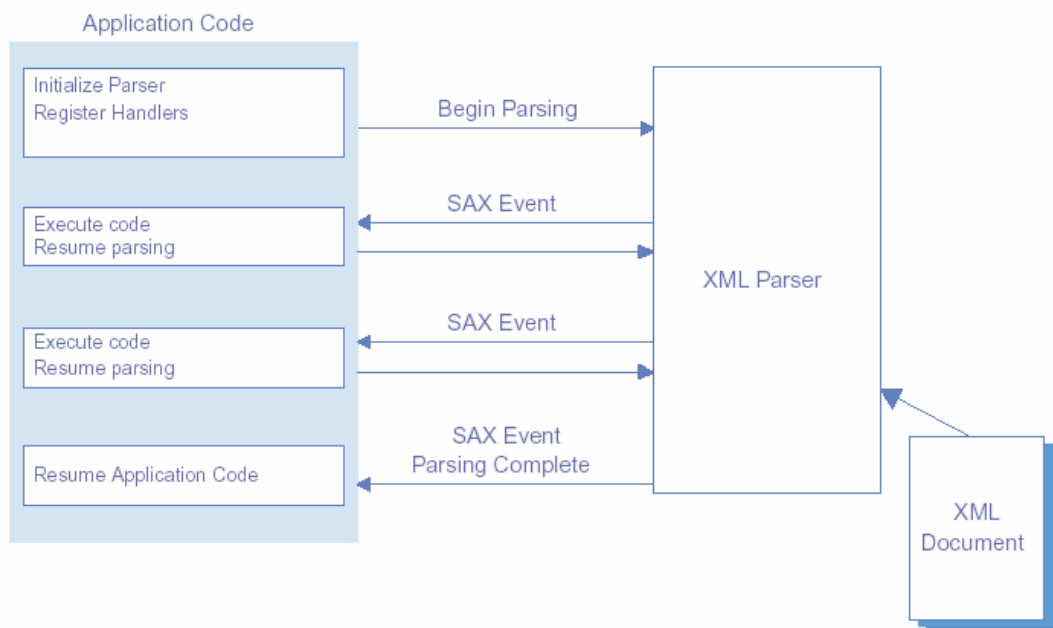 Application Code
Initialize Parser
Register Handlers
Begin Parsing
SAX Event
Execute code
Resume parsing
XML Parser
SAX Event
Execute code
Resume parsing
SAX Event
Parsing Complete
Resume Application Code
XML
Document